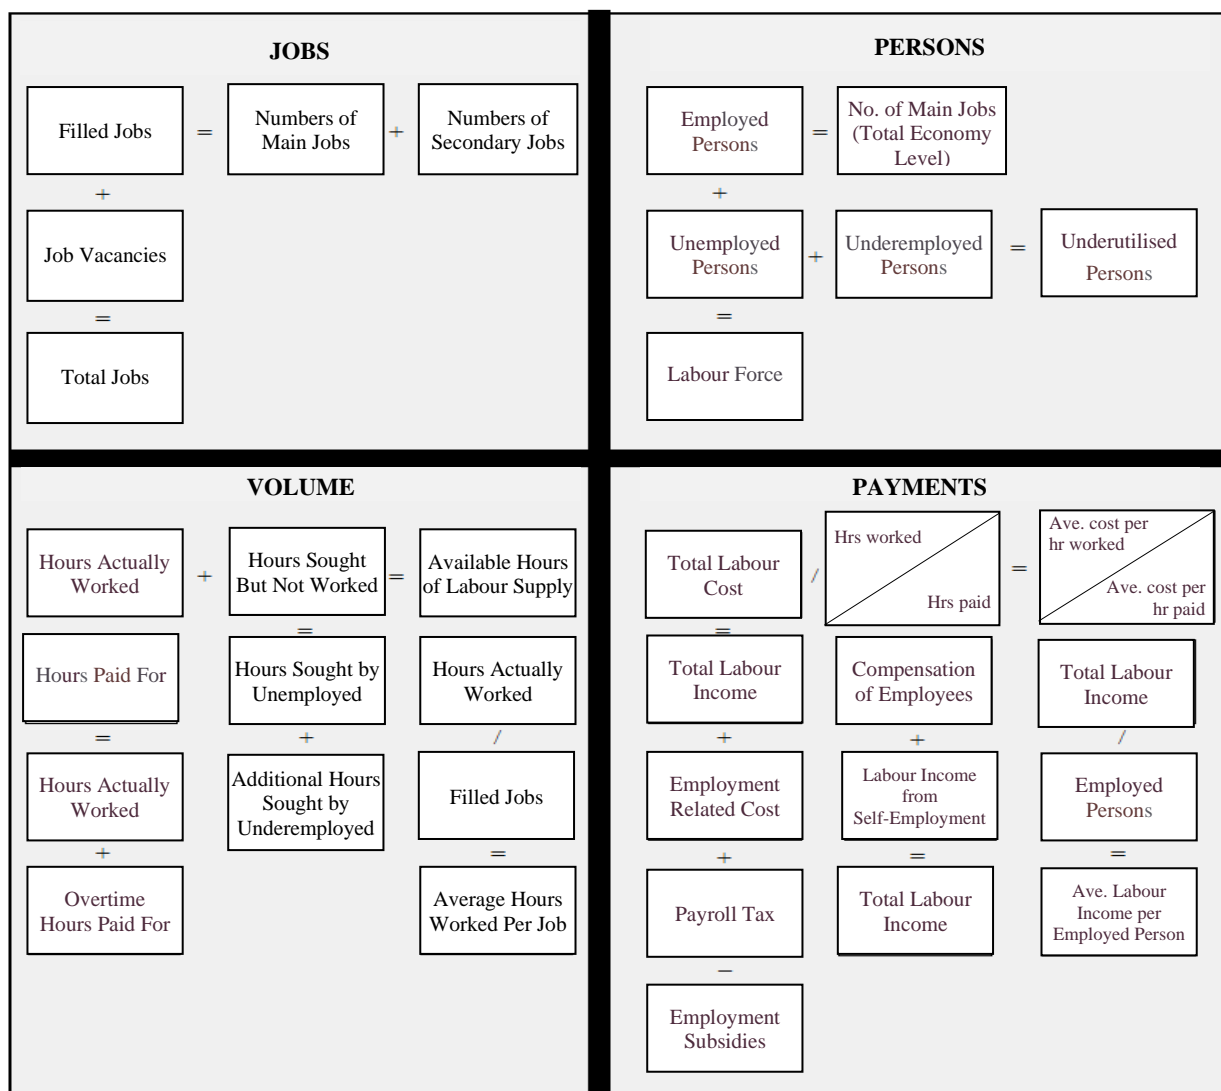 JOBS
Filled Jobs
=
Numbers of
Main Jobs
+
Numbers of
Secondary Jobs
+
Job Vacancies
=
Total Jobs
PERSONS
Employed
Persons
=
No. of Main Jobs
(Total Economy
Level)
+
Unemployed
Persons
+
Underemployed
Persons
=
Underutilised
Persons
=
Labour Force
VOLUME
Hours Actually
Worked
+
Hours Sought
But Not Worked
=
Available Hours
of Labour Supply
=
Hours Paid For
Hours Sought by
Unemployed
Hours Actually
Worked
=
+
/
Hours Actually
Worked
Additional Hours
Sought by
Underemployed
Filled Jobs
+
=
Overtime
Hours Paid For
Average Hours
Worked Per Job
PAYMENTS
Total Labour
Cost
/
Hrs worked
Hrs paid
=
Ave. cost per
hr worked
Ave. cost per
hr paid
=
Total Labour
Income
Compensation
of Employees
Total Labour
Income
+
+
/
Employment
Related Cost
Labour Income
from
Self-Employment
Employed
Persons
+
=
=
Payroll Tax
Total Labour
Income
Ave. Labour
Income per
Employed Person
−
Employment
Subsidies